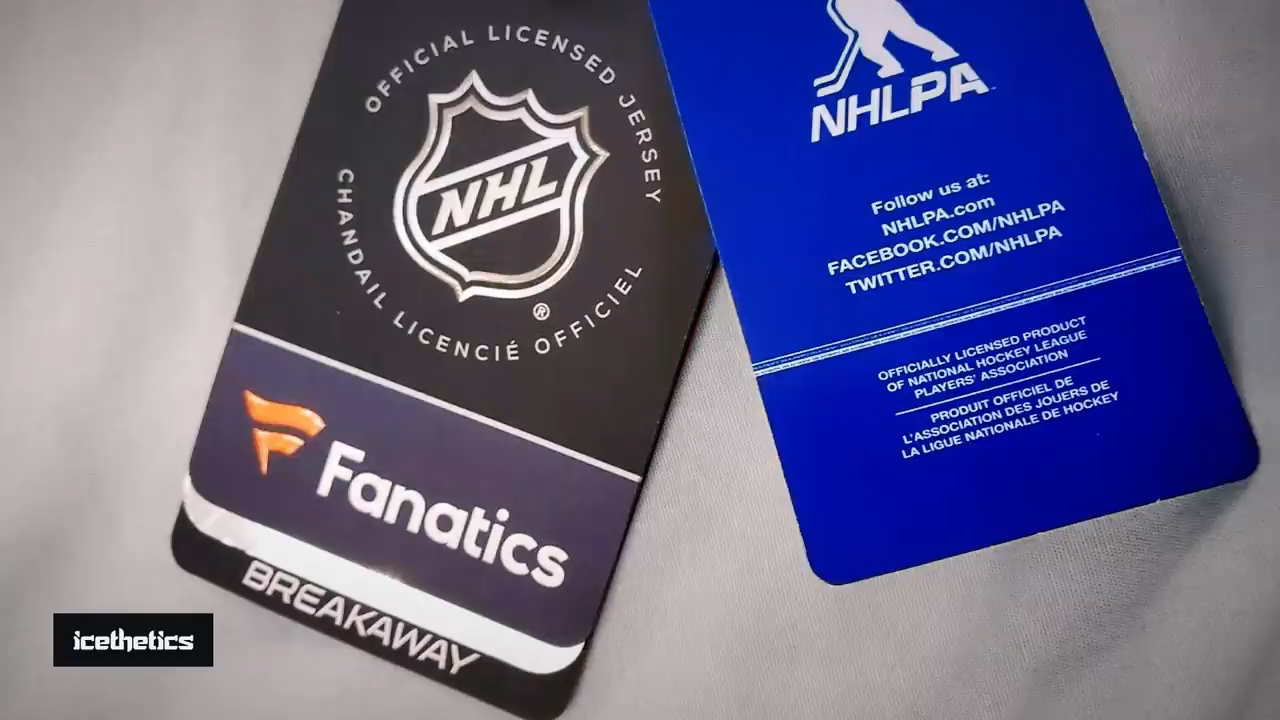 OFFICIAL LICENSED JERSEY
NHL
®
CHANDAIL LICENCIÉ OFFICIEL
Fanatics
BREAKAWAY
NHLPA
Follow us at:
NHLPA.com
FACEBOOK.COM/NHLPA
TWITTER.COM/NHLPA
OFFICIALLY LICENSED PRODUCT
OF NATIONAL HOCKEY LEAGUE
PLAYERS' ASSOCIATION
PRODUIT OFFICIEL DE
L'ASSOCIATION DES JOUERS DE
LA LIGUE NATIONALE DE HOCKEY
icethetics